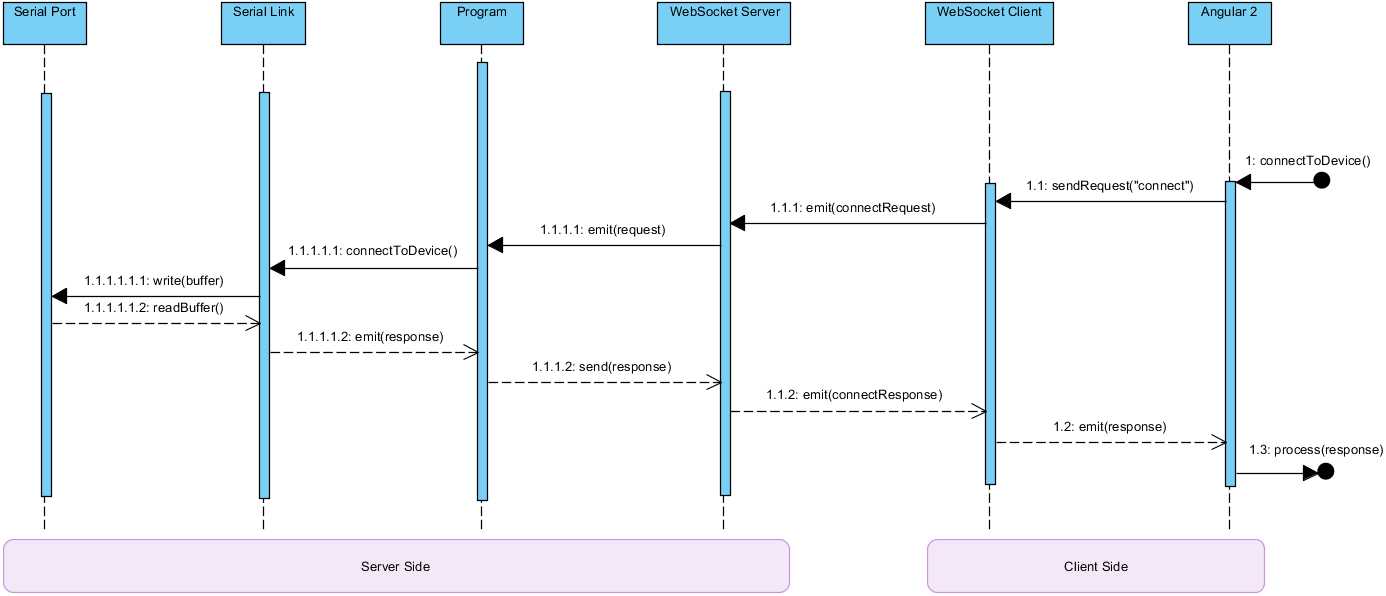 Serial Port
Serial Link
Program
WebSocket Server
WebSocket Client
Angular 2
1: connectToDevice()
1.1: sendRequest("connect")
1.1.1: emit(connectRequest)
1.1.1.1: emit(request)
1.1.1.1.1: connectToDevice()
1.1.1.1.1.1: write(buffer)
1.1.1.1.1.2: readBuffer()
1.1.1.1.2: emit(response)
1.1.1.2: send(response)
1.1.2: emit(connectResponse)
1.2: emit(response)
1.3: process(response)
Server Side
Client Side